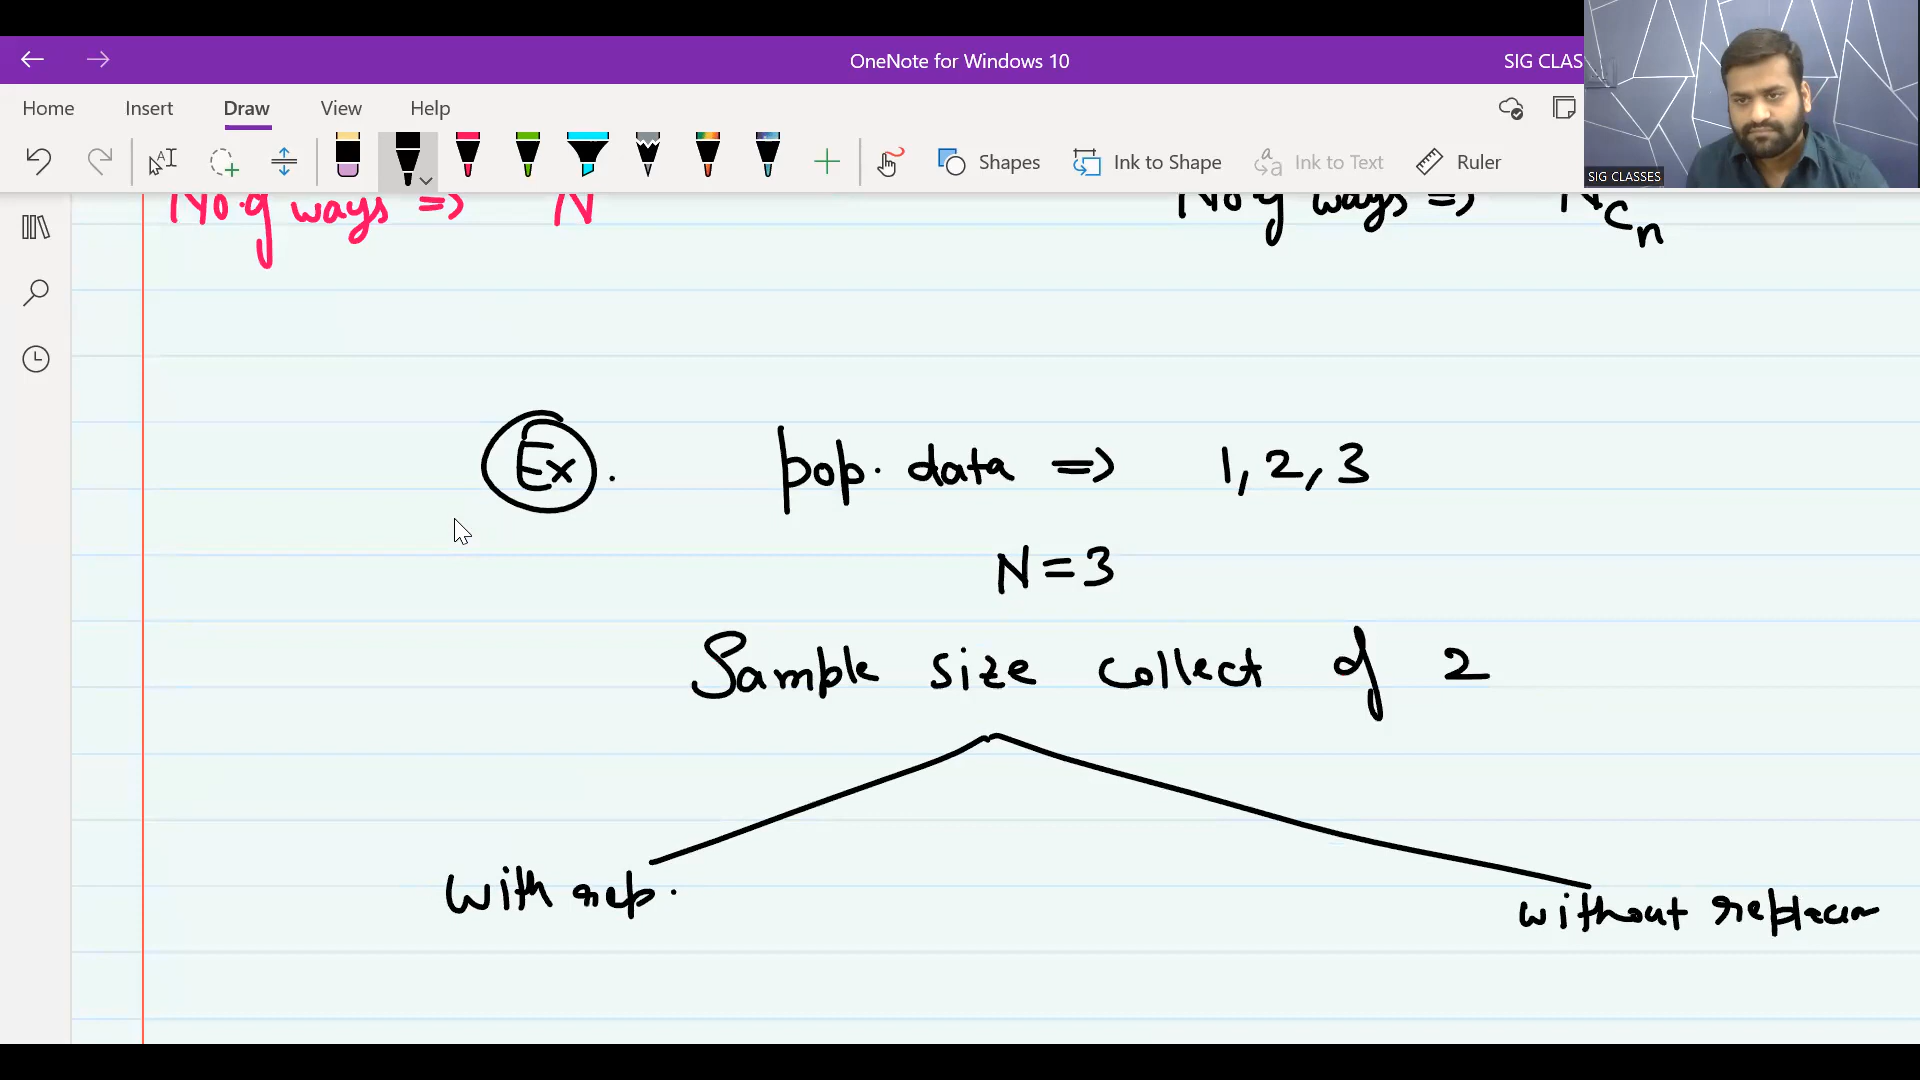 OneNote for Windows 10
SIG CLAS
Home Insert Draw View Help
Shapes Ink to Shape Ink to Text Ruler
SIG CLASSES
No. of ways => N
No of ways => NCn
Ex. pop. data => 1, 2, 3
N = 3
Sample size collect of 2
With rep.
without replacem